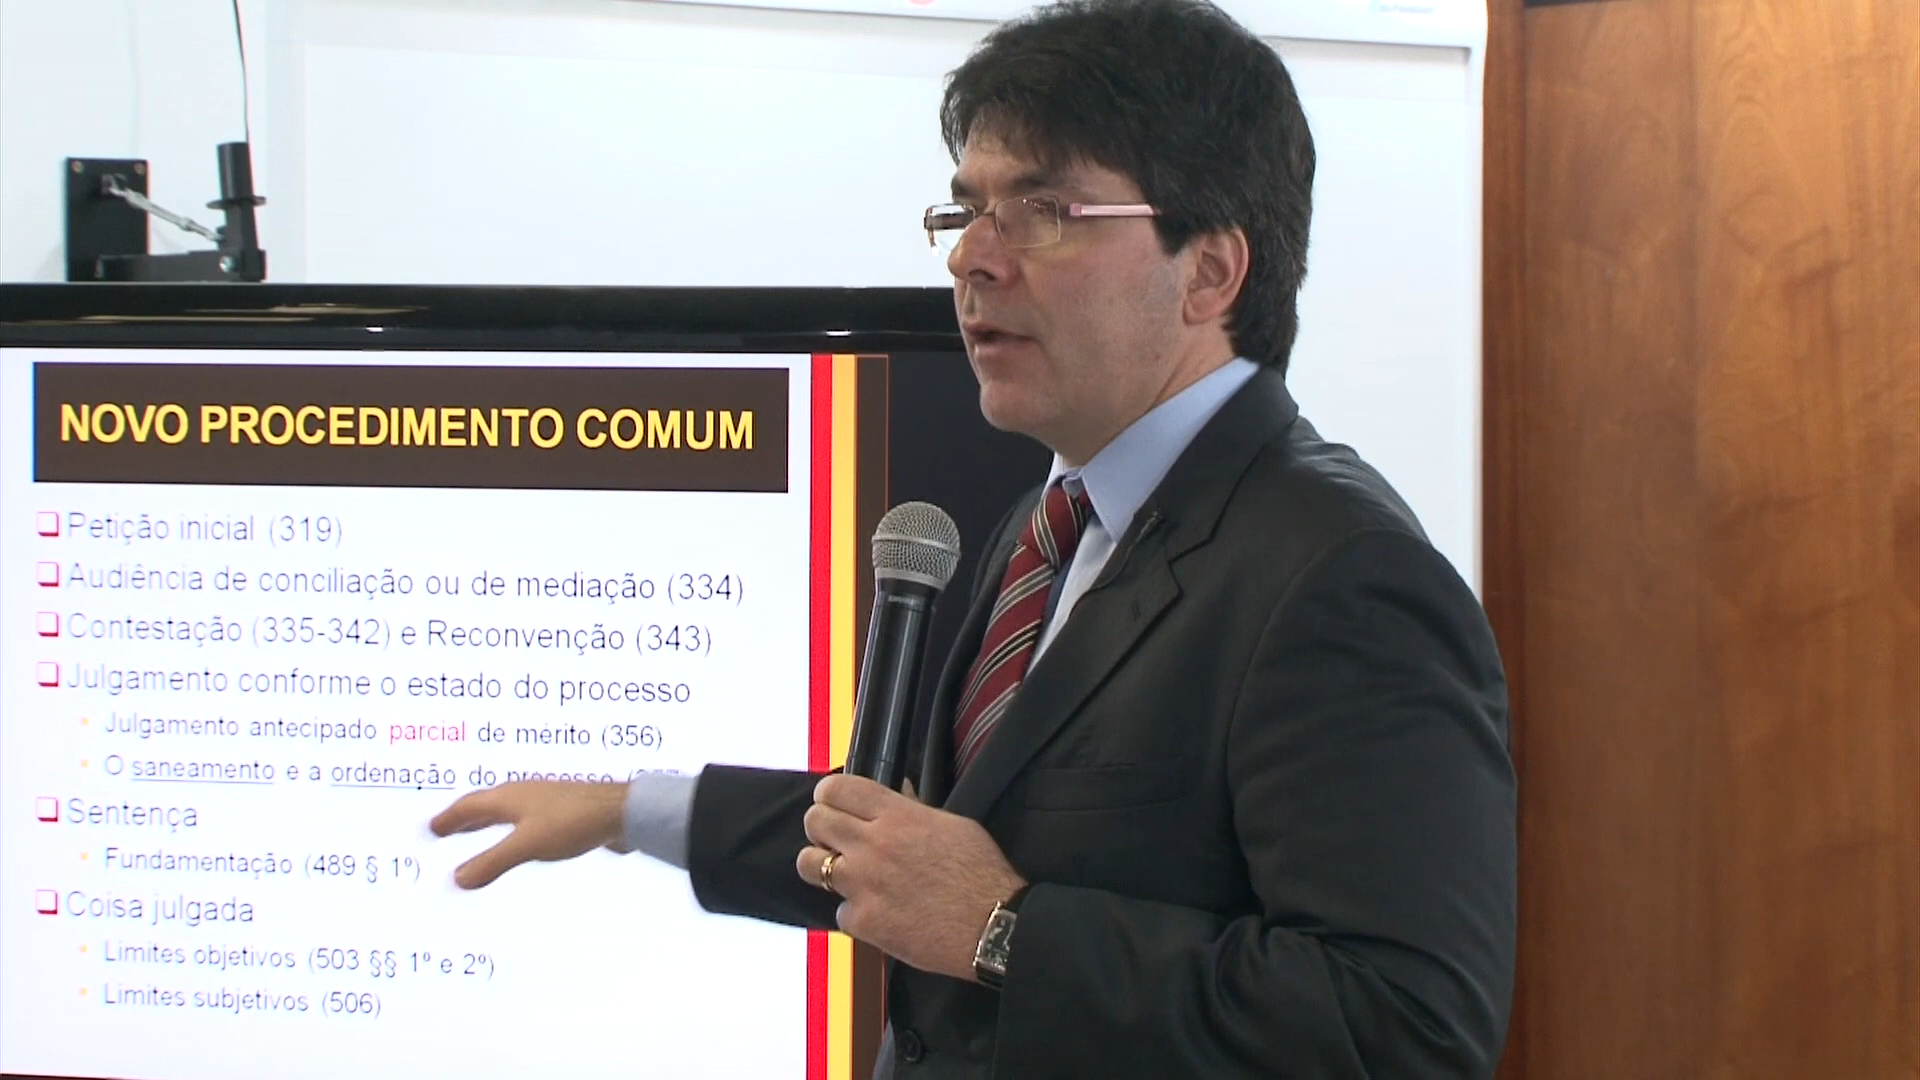 NOVO PROCEDIMENTO COMUM
Petição inicial (319)
Audiência de conciliação ou de mediação (334)
Contestação (335-342) e Reconvenção (343)
Julgamento conforme o estado do processo
Julgamento antecipado parcial de mérito (356)
O saneamento e a ordenação do processo
Sentença
Fundamentação (489 § 1º)
Coisa julgada
Limites objetivos (503 §§ 1º e 2º)
Limites subjetivos (506)